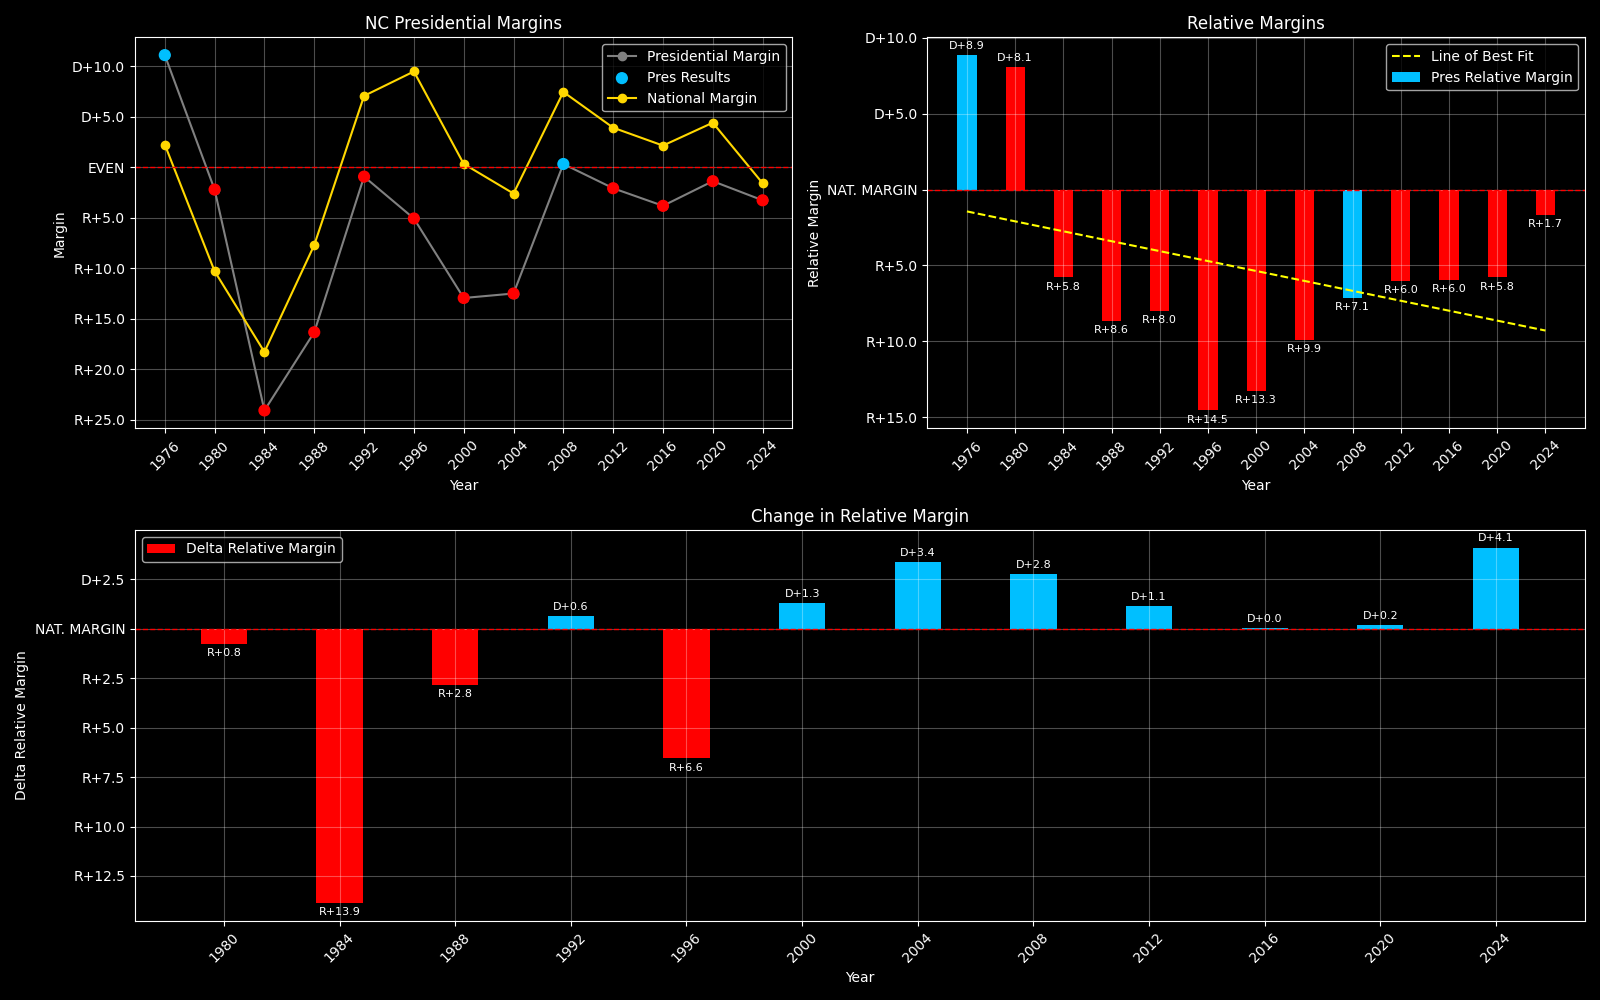 NC Presidential Margins
Presidential Margin
Pres Results
National Margin
D+10.0
D+5.0
EVEN
R+5.0
R+10.0
R+15.0
R+20.0
R+25.0
Margin
1976
1980
1984
1988
1992
1996
2000
2004
2008
2012
2016
2020
2024
Year
Relative Margins
Line of Best Fit
Pres Relative Margin
D+10.0
D+5.0
NAT. MARGIN
R+5.0
R+10.0
R+15.0
Relative Margin
D+8.9
D+8.1
R+5.8
R+8.6
R+8.0
R+14.5
R+13.3
R+9.9
R+7.1
R+6.0
R+6.0
R+5.8
R+1.7
1976
1980
1984
1988
1992
1996
2000
2004
2008
2012
2016
2020
2024
Year
Change in Relative Margin
Delta Relative Margin
D+2.5
NAT. MARGIN
R+2.5
R+5.0
R+7.5
R+10.0
R+12.5
Delta Relative Margin
R+0.8
R+13.9
R+2.8
D+0.6
R+6.6
D+1.3
D+3.4
D+2.8
D+1.1
D+0.0
D+0.2
D+4.1
1980
1984
1988
1992
1996
2000
2004
2008
2012
2016
2020
2024
Year